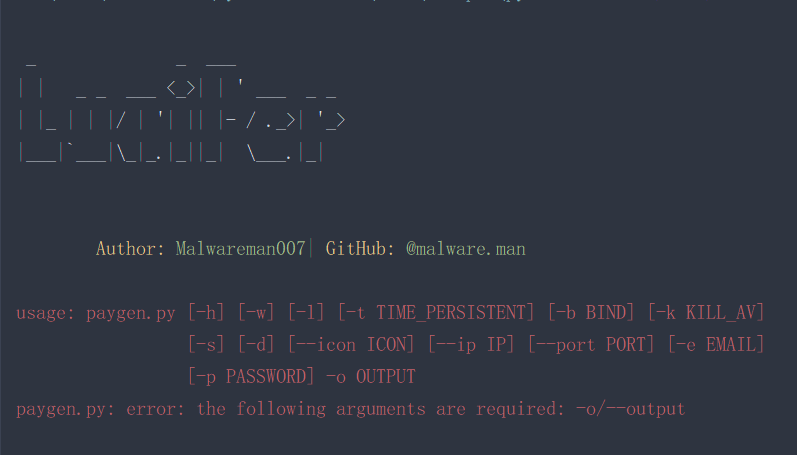 Lucifer
Author: Malwareman007| GitHub: @malware.man
usage: paygen.py [-h] [-w] [-l] [-t TIME_PERSISTENT] [-b BIND] [-k KILL_AV]
[-s] [-d] [--icon ICON] [--ip IP] [--port PORT] [-e EMAIL]
[-p PASSWORD] -o OUTPUT
paygen.py: error: the following arguments are required: -o/--output